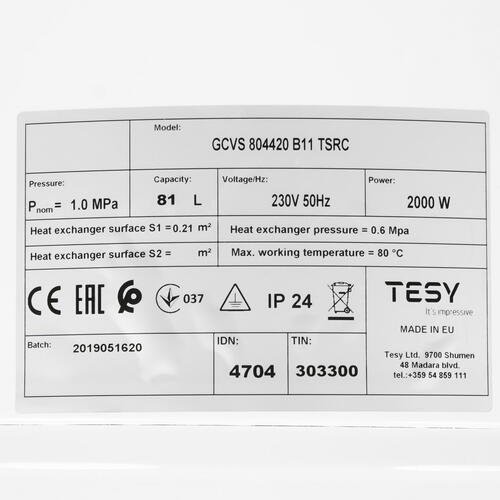 Model:
GCVS 804420 B11 TSRC
Pressure:
Pnom = 1.0 MPa
Capacity:
81 L
Voltage/Hz:
230V 50Hz
Power:
2000 W
Heat exchanger surface S1 = 0.21 m²
Heat exchanger pressure = 0.6 Mpa
Heat exchanger surface S2 = m²
Max. working temperature = 80 °C
CE EAC 037 IP 24
TESY
It's impressive
MADE IN EU
Batch:
2019051620
IDN:
4704
TIN:
303300
Tesy Ltd. 9700 Shumen
48 Madara blvd.
tel.:+359 54 859 111